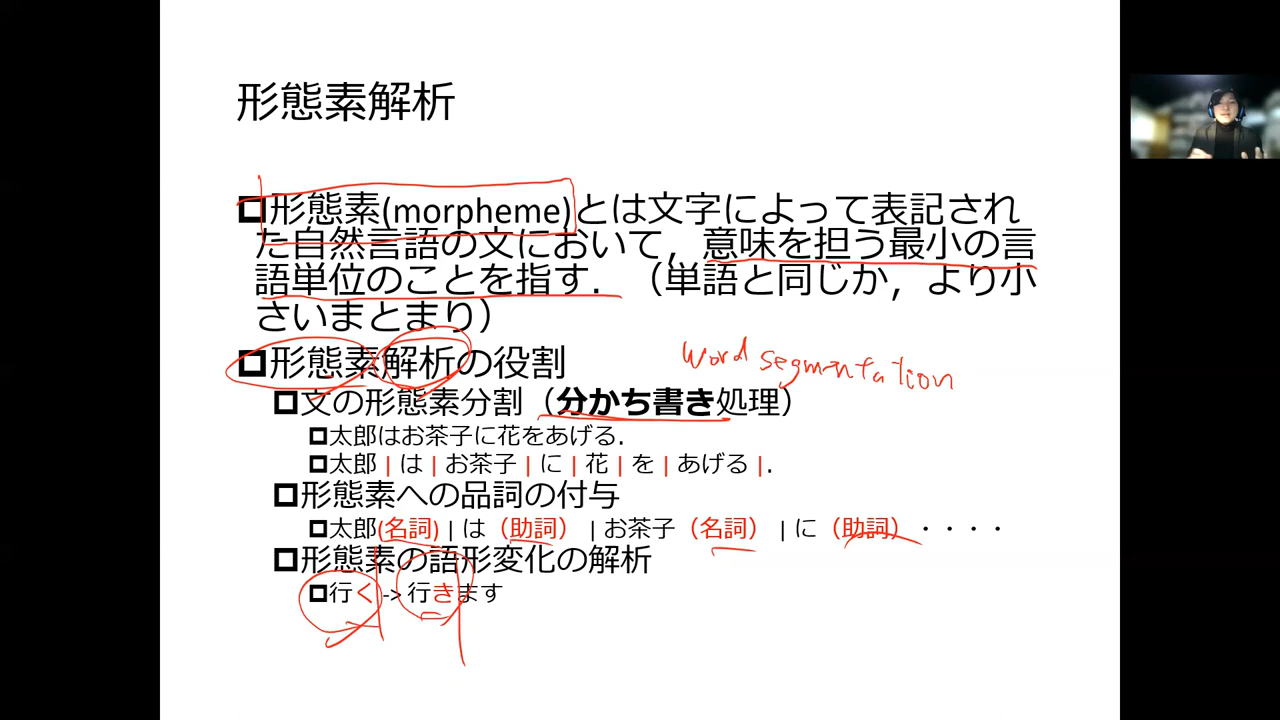 形態素解析
形態素(morpheme)とは文字によって表記され
た自然言語の文において，意味を担う最小の言
語単位のことを指す．（単語と同じか，より小
さいまとまり）
形態素解析の役割
word segmentation
文の形態素分割（分かち書き処理）
太郎はお茶子に花をあげる.
太郎 | は | お茶子 | に | 花 | を | あげる |.
形態素への品詞の付与
太郎(名詞) | は（助詞） | お茶子（名詞） | に（助詞）・・・・
形態素の語形変化の解析
行く -> 行きます